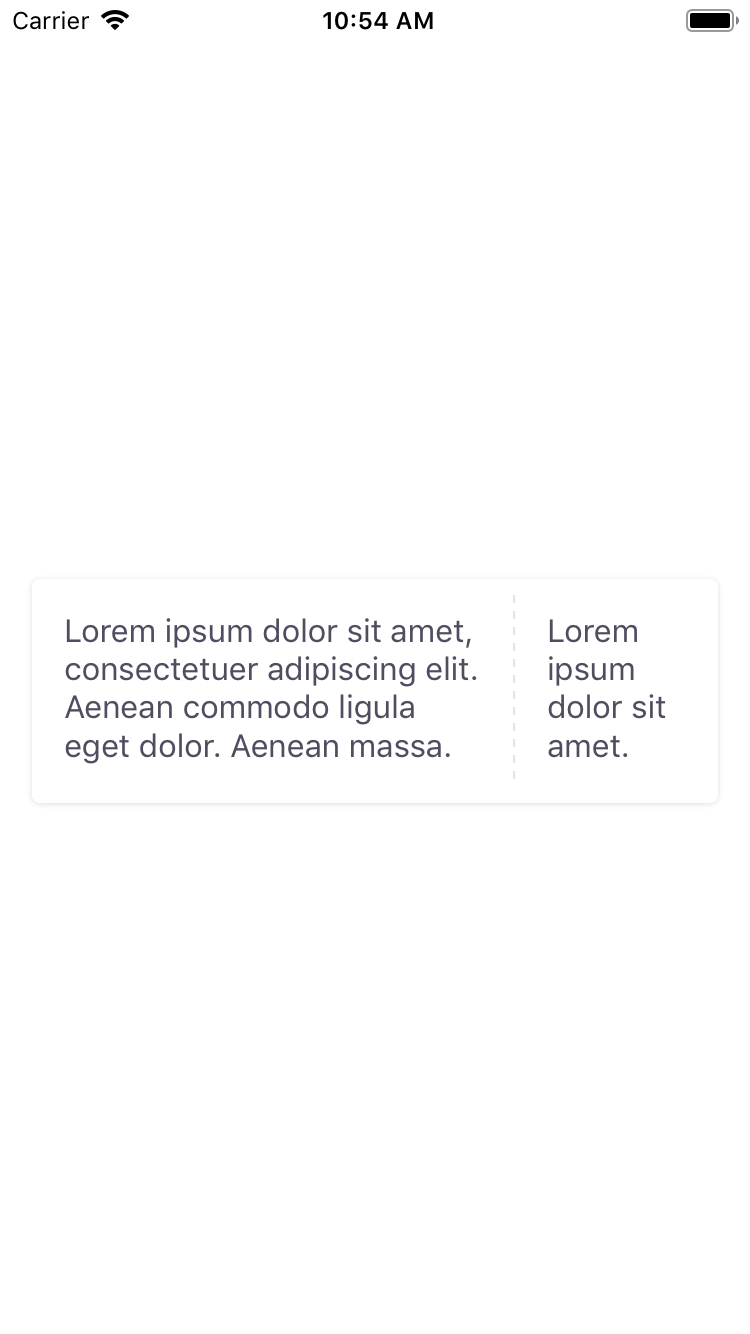 Carrier 10:54 AM
Lorem ipsum dolor sit amet,
consectetuer adipiscing elit.
Aenean commodo ligula
eget dolor. Aenean massa.
Lorem
ipsum
dolor sit
amet.